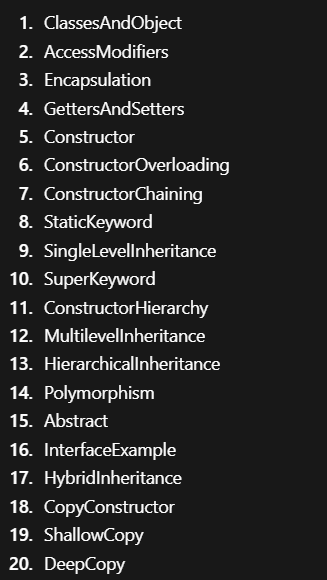 1. ClassesAndObject
2. AccessModifiers
3. Encapsulation
4. GettersAndSetters
5. Constructor
6. ConstructorOverloading
7. ConstructorChaining
8. StaticKeyword
9. SingleLevelInheritance
10. SuperKeyword
11. ConstructorHierarchy
12. MultilevelInheritance
13. HierarchicalInheritance
14. Polymorphism
15. Abstract
16. InterfaceExample
17. HybridInheritance
18. CopyConstructor
19. ShallowCopy
20. DeepCopy